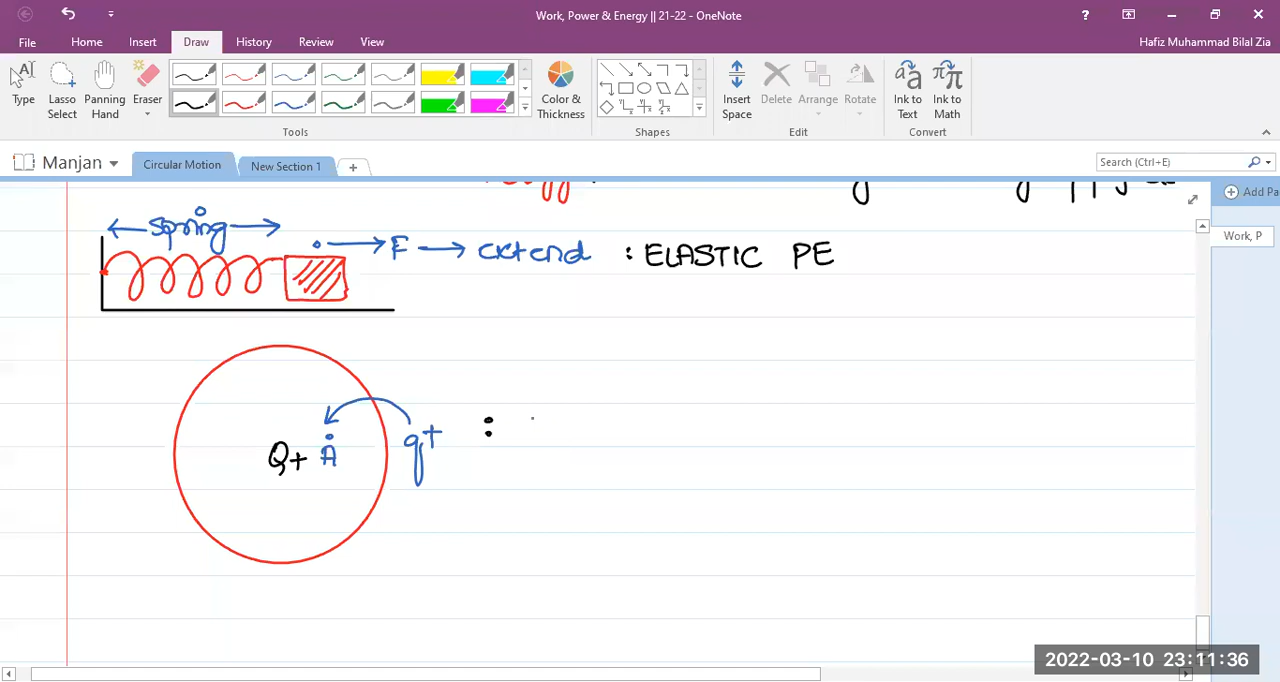 Work, Power & Energy || 21-22 - OneNote
File Home Insert Draw History Review View Hafiz Muhammad Bilal Zia
Type Lasso Select Panning Hand Eraser Color & Thickness Insert Space Delete Arrange Rotate Ink to Text Ink to Math
Tools Shapes Edit Convert
Manjan Circular Motion New Section 1 Search (Ctrl+E)
Add Pa
Work, P
spring
F → extend : ELASTIC PE
Q+ A q+ :
2022-03-10 23:11:36